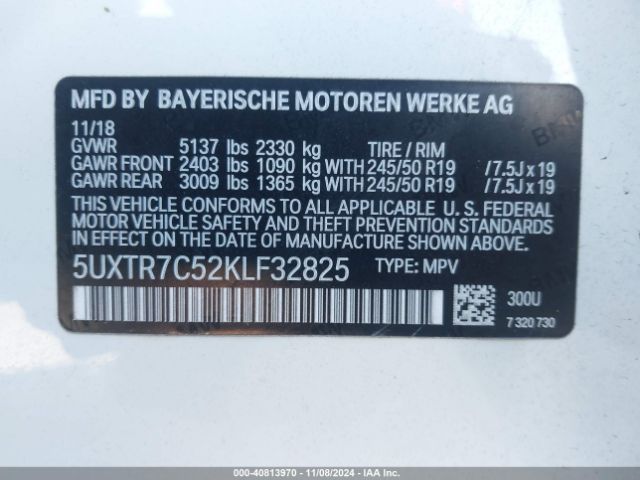 MFD BY BAYERISCHE MOTOREN WERKE AG
11/18
GVWR 5137 lbs 2330 kg TIRE / RIM
GAWR FRONT 2403 lbs 1090 kg WITH 245/50 R19 /7.5J x 19
GAWR REAR 3009 lbs 1365 kg WITH 245/50 R19 /7.5J x 19
THIS VEHICLE CONFORMS TO ALL APPLICABLE U. S. FEDERAL
MOTOR VEHICLE SAFETY AND THEFT PREVENTION STANDARDS
IN EFFECT ON THE DATE OF MANUFACTURE SHOWN ABOVE.
5UXTR7C52KLF32825 TYPE: MPV
300U
7 320 730
000-40813970 - 11/08/2024 - IAAI.com